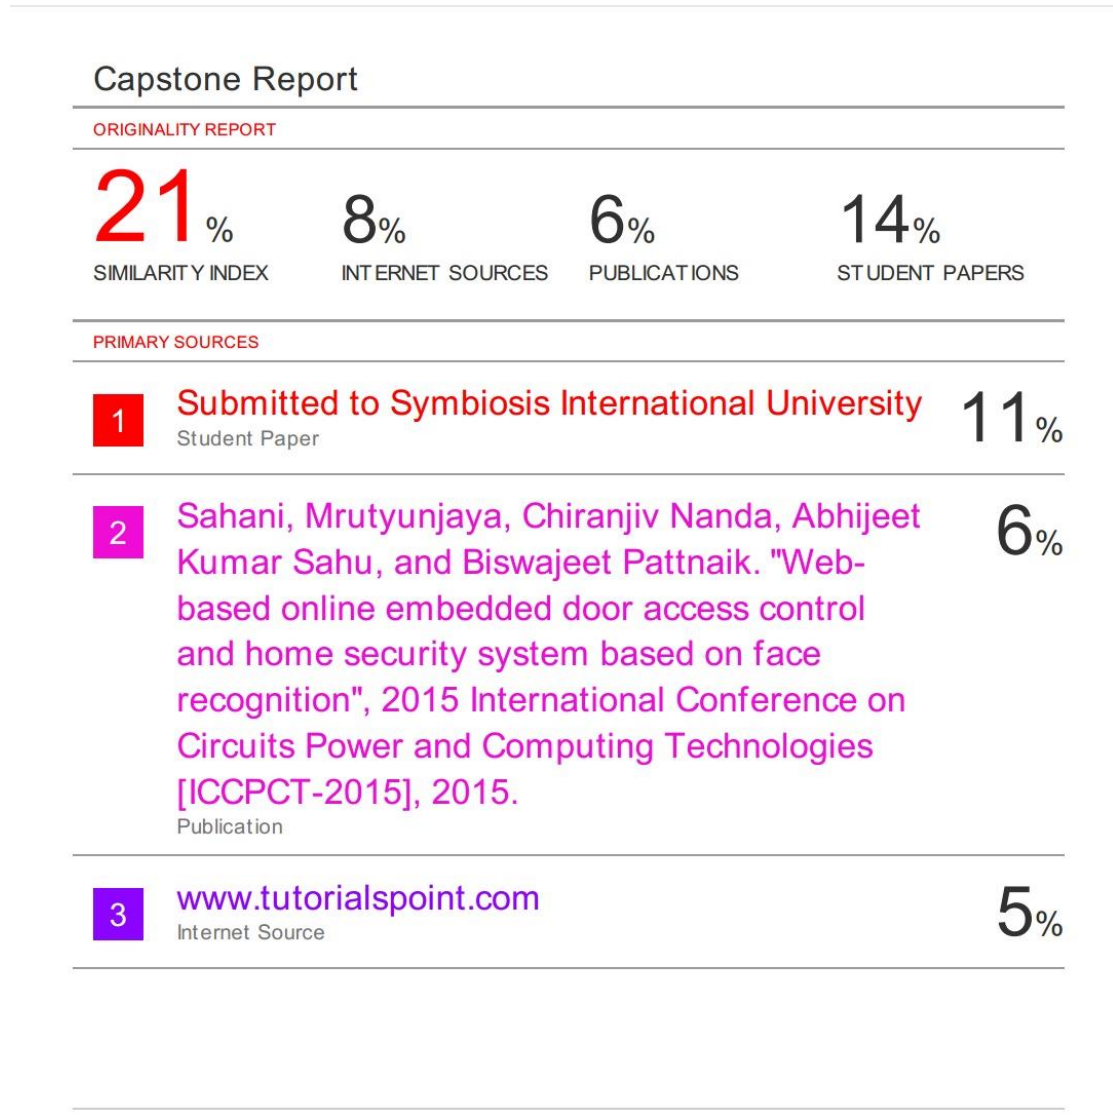 Capstone Report
ORIGINALITY REPORT
21%
SIMILARITY INDEX
8%
INTERNET SOURCES
6%
PUBLICATIONS
14%
STUDENT PAPERS
PRIMARY SOURCES
1
Submitted to Symbiosis International University
Student Paper
11%
2
Sahani, Mrutyunjaya, Chiranjiv Nanda, Abhijeet
Kumar Sahu, and Biswajeet Pattnaik. "Web-
based online embedded door access control
and home security system based on face
recognition", 2015 International Conference on
Circuits Power and Computing Technologies
[ICCPCT-2015], 2015.
Publication
6%
3
www.tutorialspoint.com
Internet Source
5%